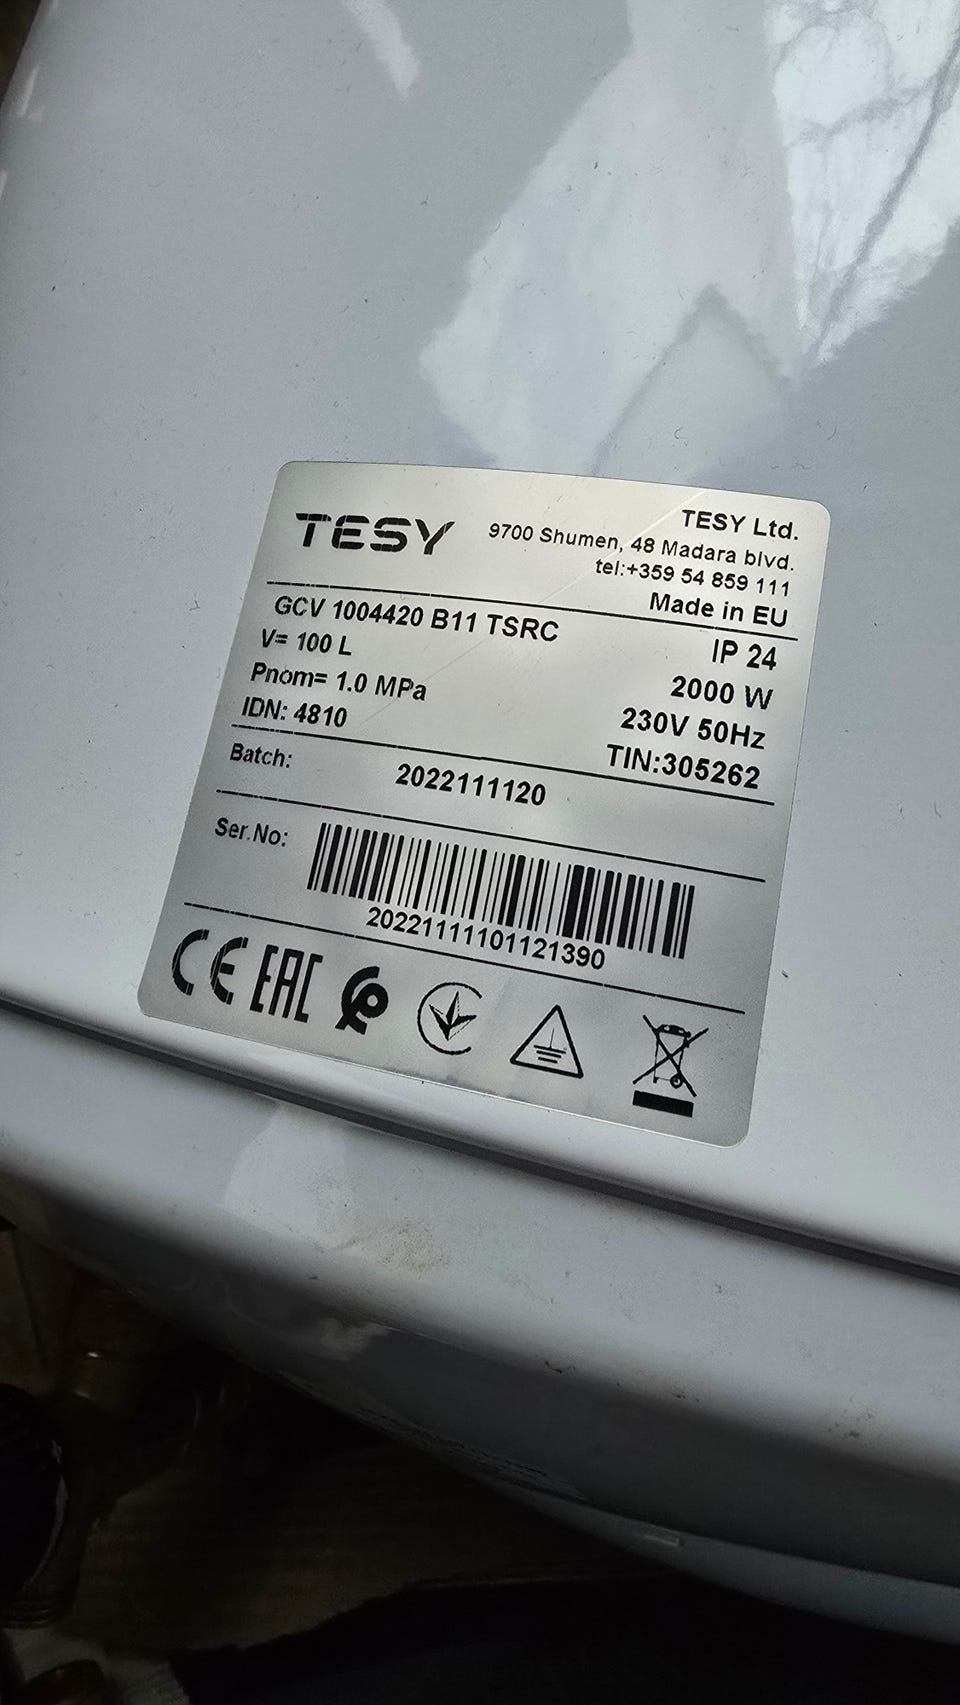 TESY
TESY Ltd.
9700 Shumen, 48 Madara blvd.
tel:+359 54 859 111
Made in EU
GCV 1004420 B11 TSRC
IP 24
V= 100 L
2000 W
Pnom= 1.0 MPa
230V 50Hz
IDN: 4810
TIN:305262
Batch: 2022111120
Ser.No:
20221111101121390
CE EAC